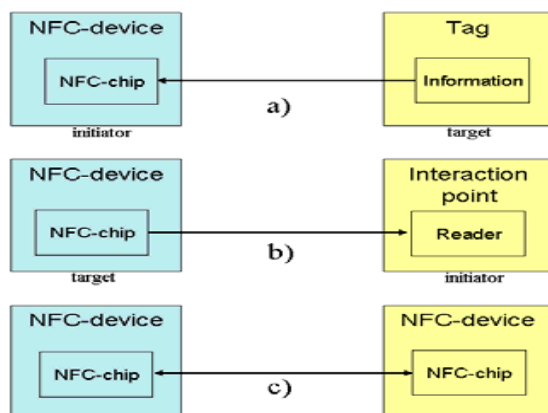 NFC-device
Tag
NFC-chip
Information
a)
initiator
target
NFC-device
Interaction
point
NFC-chip
Reader
b)
target
initiator
NFC-device
NFC-device
NFC-chip
NFC-chip
c)